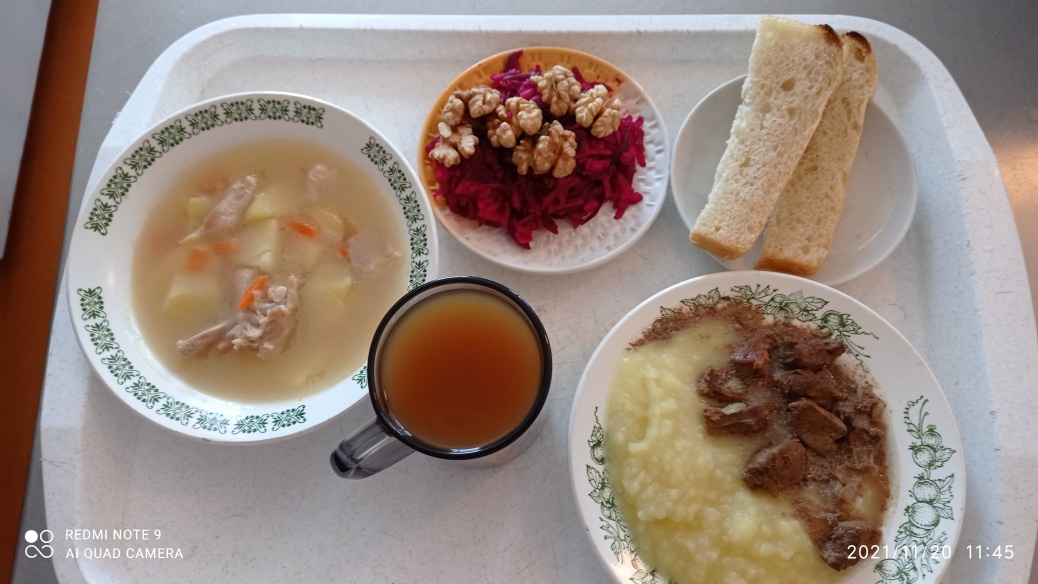 REDMI NOTE 9
AI QUAD CAMERA
2021/11/20 11:45